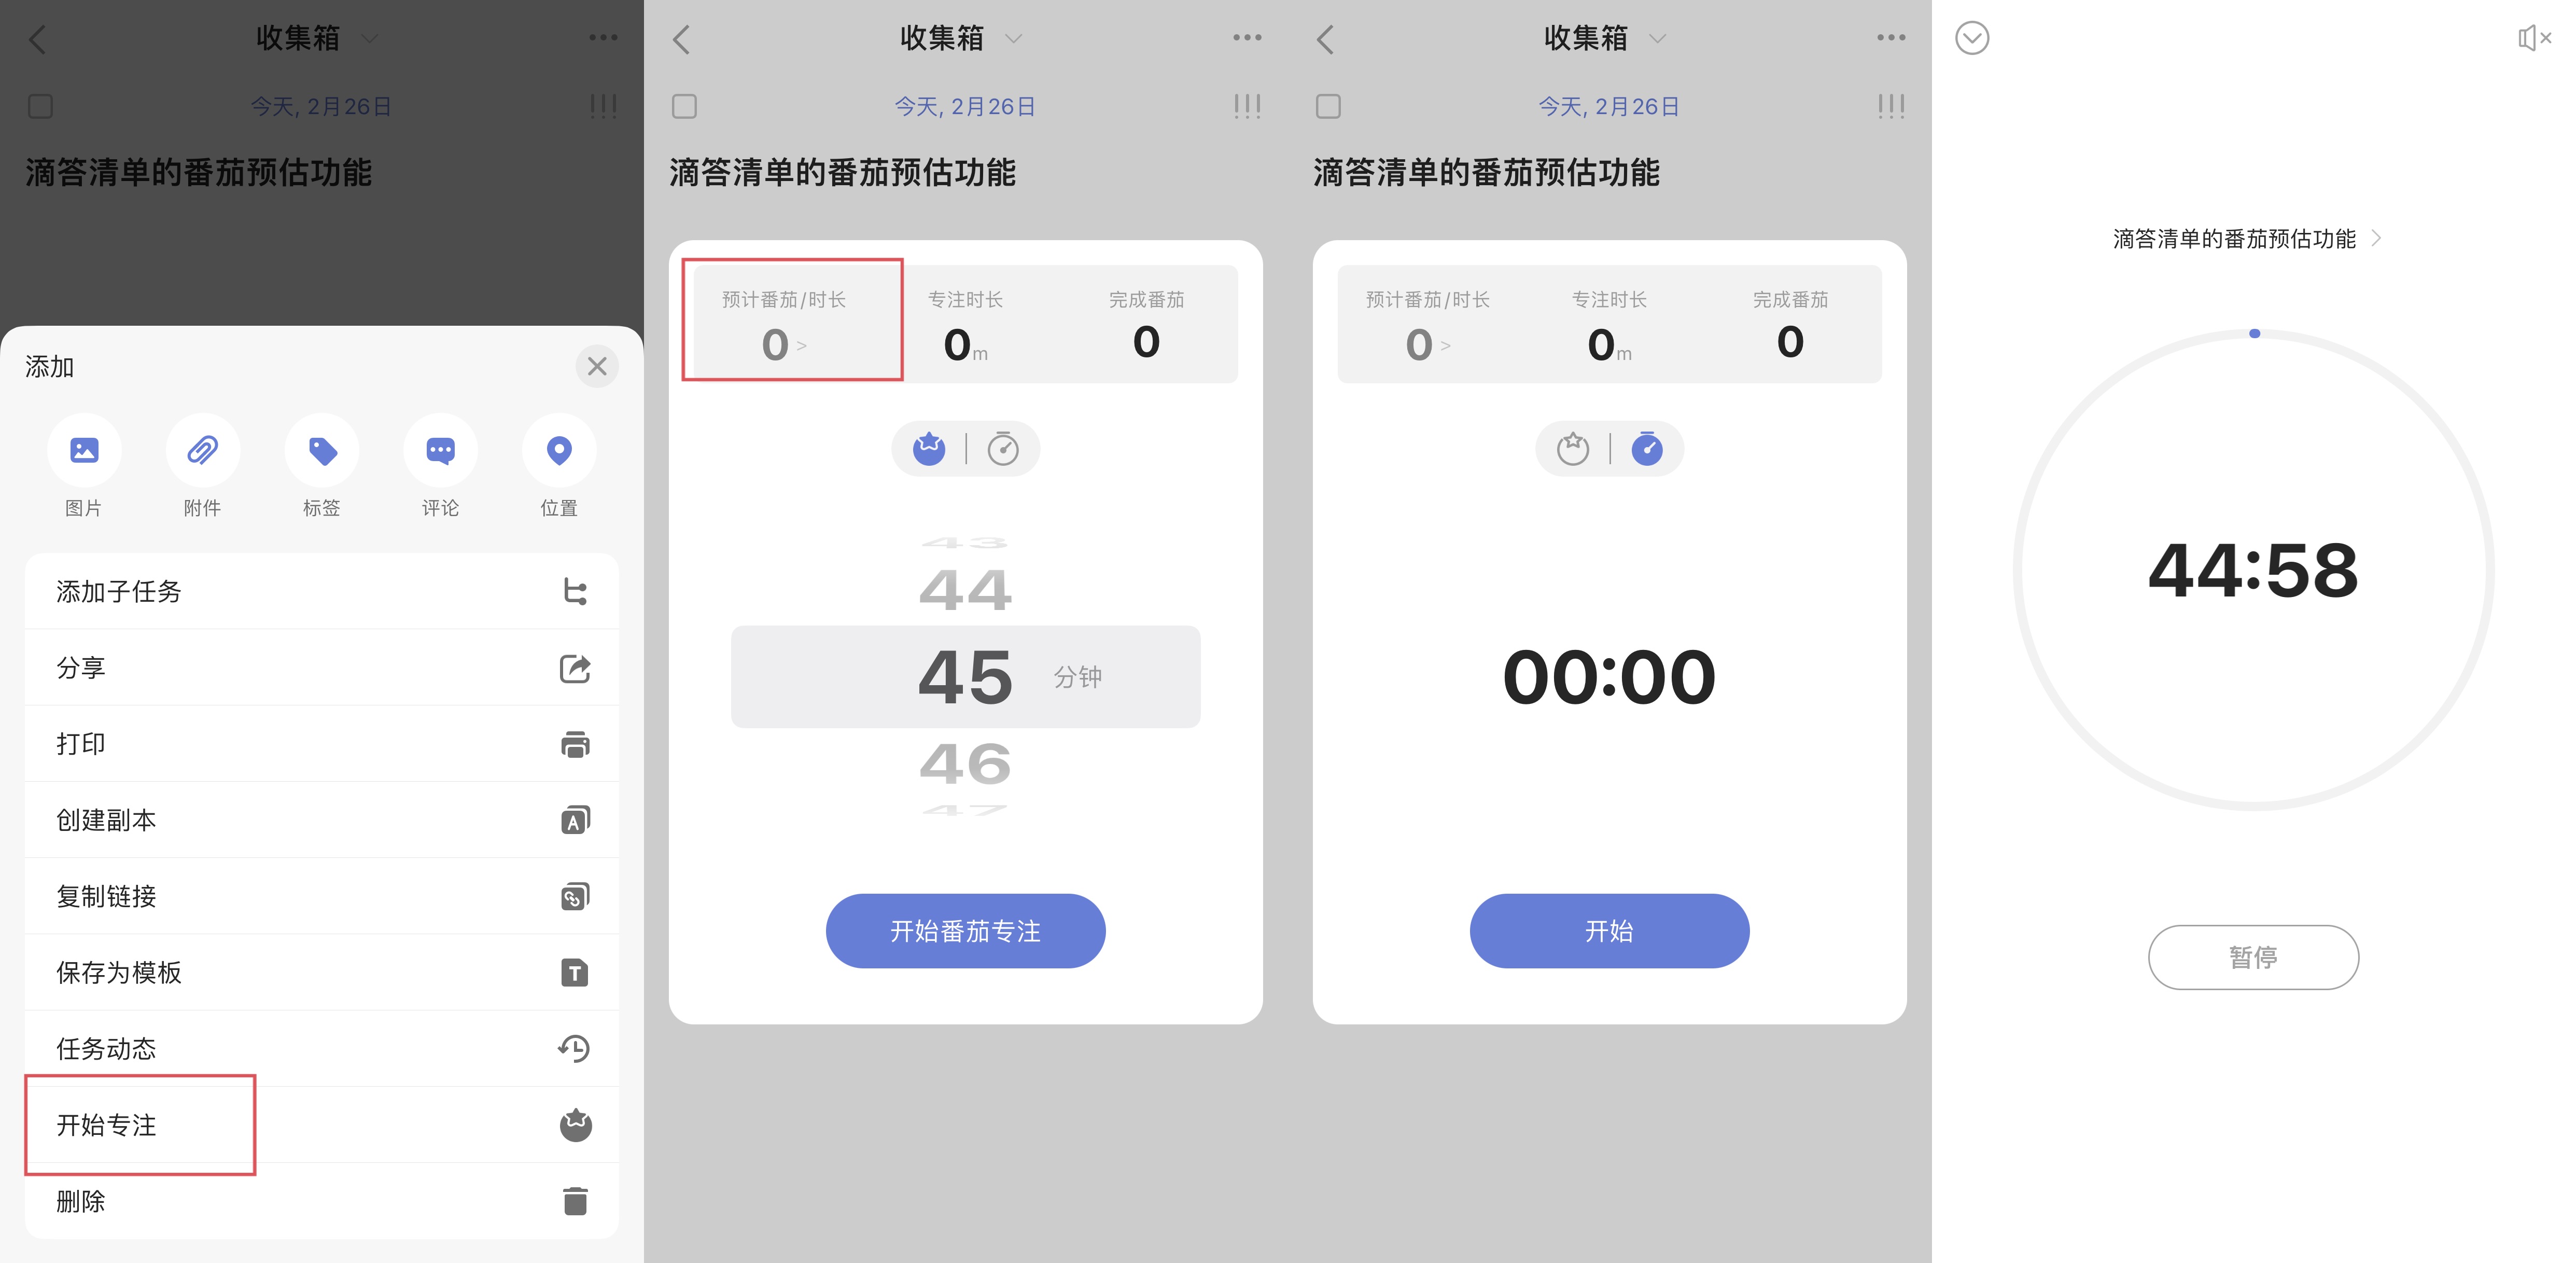 收集箱
今天, 2月26日
滴答清单的番茄预估功能
添加
图片
附件
标签
评论
位置
添加子任务
分享
打印
创建副本
复制链接
保存为模板
任务动态
开始专注
删除
收集箱
今天, 2月26日
滴答清单的番茄预估功能
预计番茄/时长
专注时长
完成番茄
0 >
0m
0
43
44
45 分钟
46
47
开始番茄专注
收集箱
今天, 2月26日
滴答清单的番茄预估功能
预计番茄/时长
专注时长
完成番茄
0 >
0m
0
00:00
开始
滴答清单的番茄预估功能
44:58
暂停